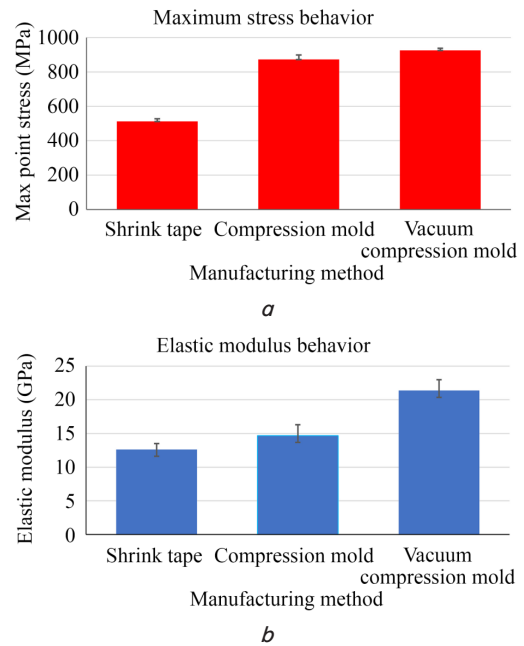 Maximum stress behavior
Max point stress (MPa)
1000
800
600
400
200
0
Shrink tape Compression mold Vacuum
compression mold
Manufacturing method
a
Elastic modulus behavior
Elastic modulus (GPa)
25
20
15
10
5
0
Shrink tape Compression mold Vacuum
compression mold
Manufacturing method
b